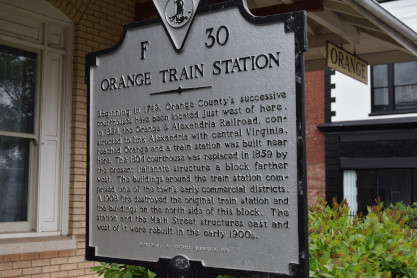 F 30
ORANGE TRAIN STATION
Beginning in 1749, Orange County's successive
courthouses have been located just west of here.
In 1854, the Orange & Alexandria Railroad, con-
structed to link Alexandria with central Virginia,
reached Orange and a train station was built near
here. The 1804 courthouse was replaced in 1859 by
the present Italianate structure a block farther
west. The buildings around the train station com-
prised one of the town's early commercial districts.
A 1908 fire destroyed the original train station and
the buildings on the north side of this block. The
station and the Main Street structures east and
west of it were rebuilt in the early 1900s.
ORANGE